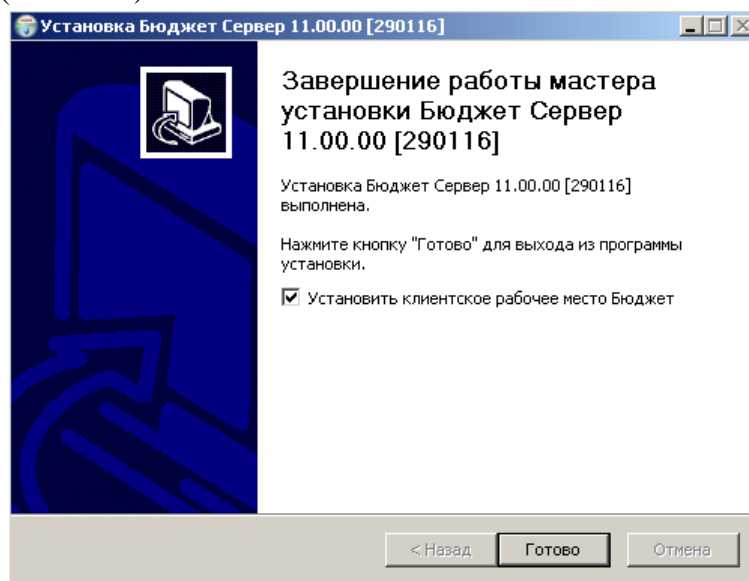 Установка Бюджет Сервер 11.00.00 [290116]
Завершение работы мастера
установки Бюджет Сервер
11.00.00 [290116]
Установка Бюджет Сервер 11.00.00 [290116]
выполнена.
Нажмите кнопку "Готово" для выхода из программы
установки.
Установить клиентское рабочее место Бюджет
< Назад
Готово
Отмена